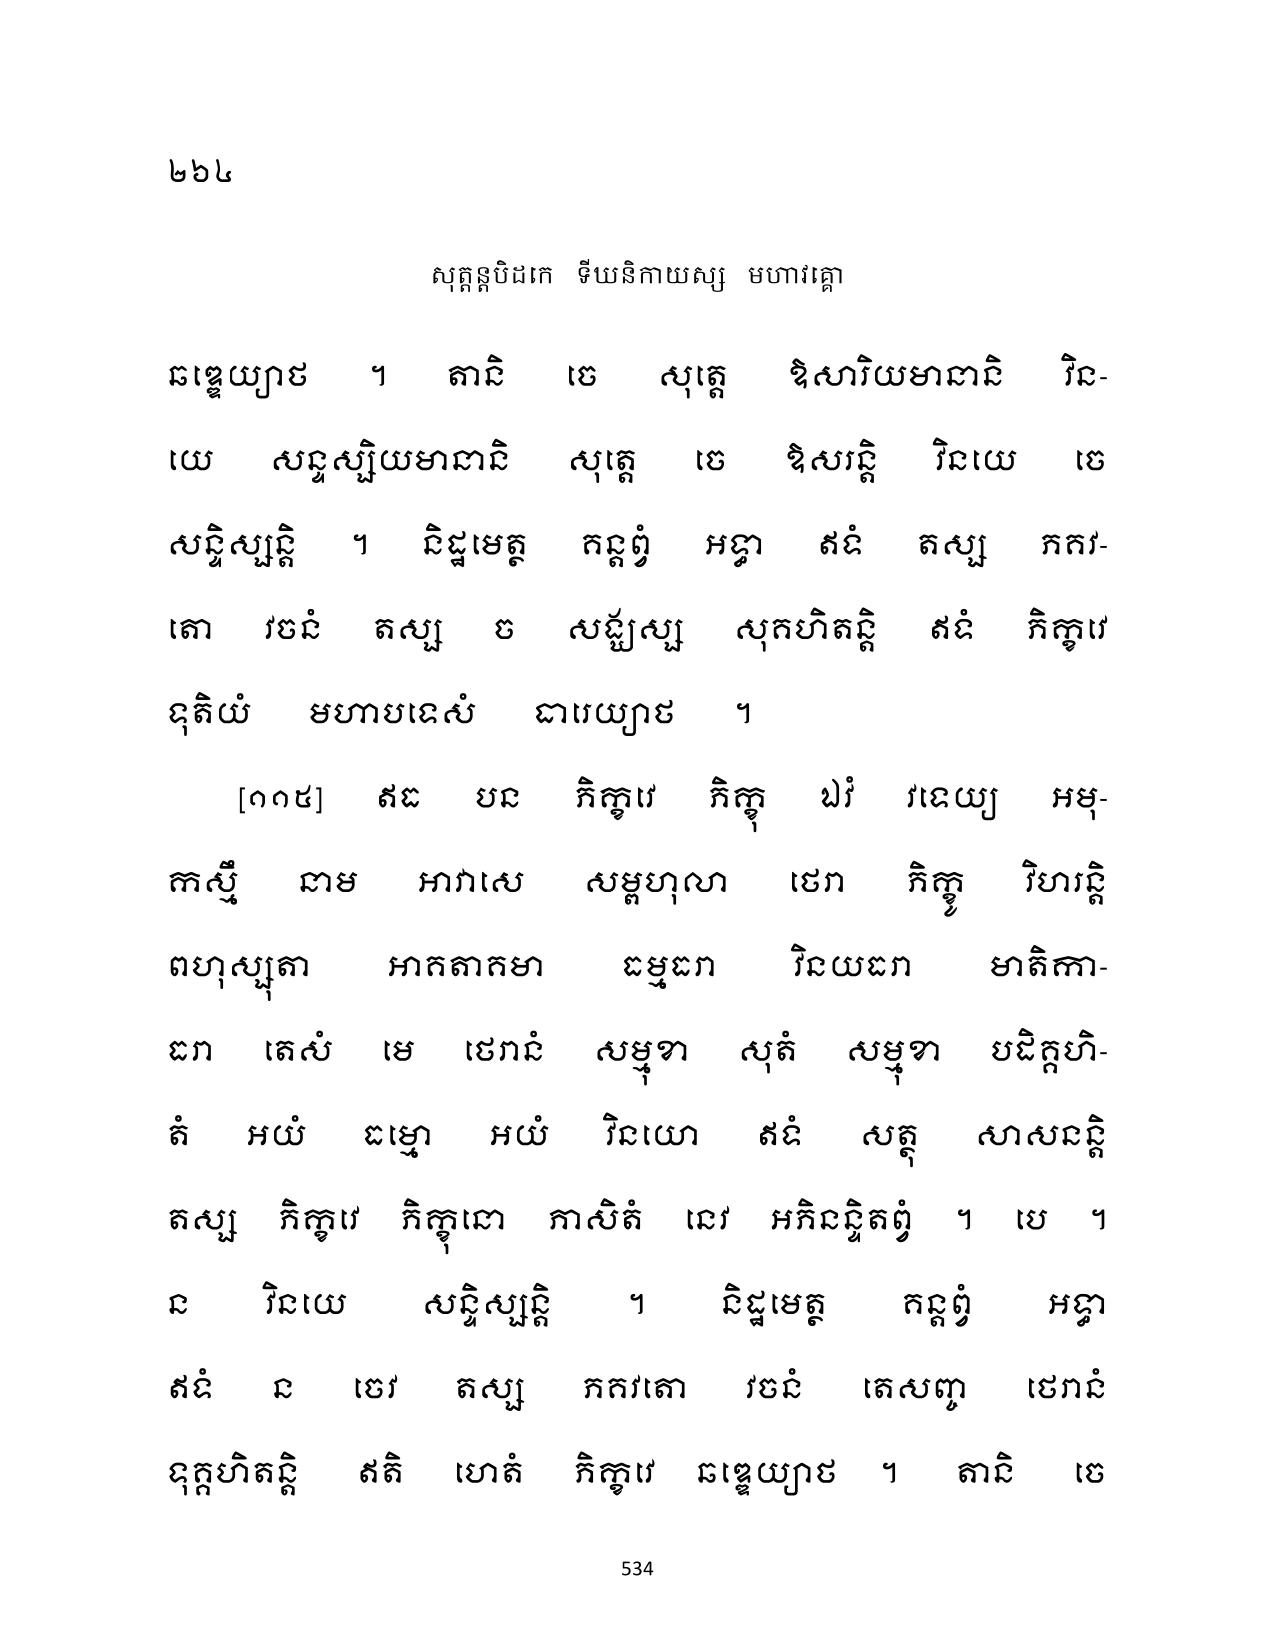 ២៦៤
សុត្តន្តបិដកេ ទីឃនិកាយស្ស មហាវគ្គោ
ឆឌ្ឌេយ្យាថ ។ តានិ ចេ សុត្តេ ឱសារិយមានានិ វិន-
យេ សន្ទស្សិយមានានិ សុត្តេ ចេ ឱសរន្តិ វិនយេ ចេ
សន្ទិស្សន្តិ ។ និដ្ឋមេត្ថ គន្តព្វំ អទ្ធា ឥទំ តស្ស ភគវ-
តោ វចនំ តស្ស ច សង្ឃស្ស សុគហិតន្តិ ឥទំ ភិក្ខវេ
ទុតិយំ មហាបទេសំ ធារេយ្យាថ ។
[១១៥] ឥធ បន ភិក្ខវេ ភិក្ខុ ឯវំ វទេយ្យ អមុ-
កស្មឹ នាម អាវាសេ សម្ពហុលា ថេរា ភិក្ខូ វិហរន្តិ
ពហុស្សុតា អាគតាគមា ធម្មធរា វិនយធរា មាតិកា-
ធរា តេសំ មេ ថេរានំ សម្មុខា សុតំ សម្មុខា បដិគ្គហិ-
តំ អយំ ធម្មោ អយំ វិនយោ ឥទំ សត្ថុ សាសនន្តិ
តស្ស ភិក្ខវេ ភិក្ខុនោ ភាសិតំ នេវ អភិនន្ទិតព្វំ ។ បេ ។
ន វិនយេ សន្ទិស្សន្តិ ។ និដ្ឋមេត្ថ គន្តព្វំ អទ្ធា
ឥទំ ន ចេវ តស្ស ភគវតោ វចនំ តេសញ្ច ថេរានំ
ទុគ្គហិតន្តិ ឥតិ ហេតំ ភិក្ខវេ ឆឌ្ឌេយ្យាថ ។ តានិ ចេ
534